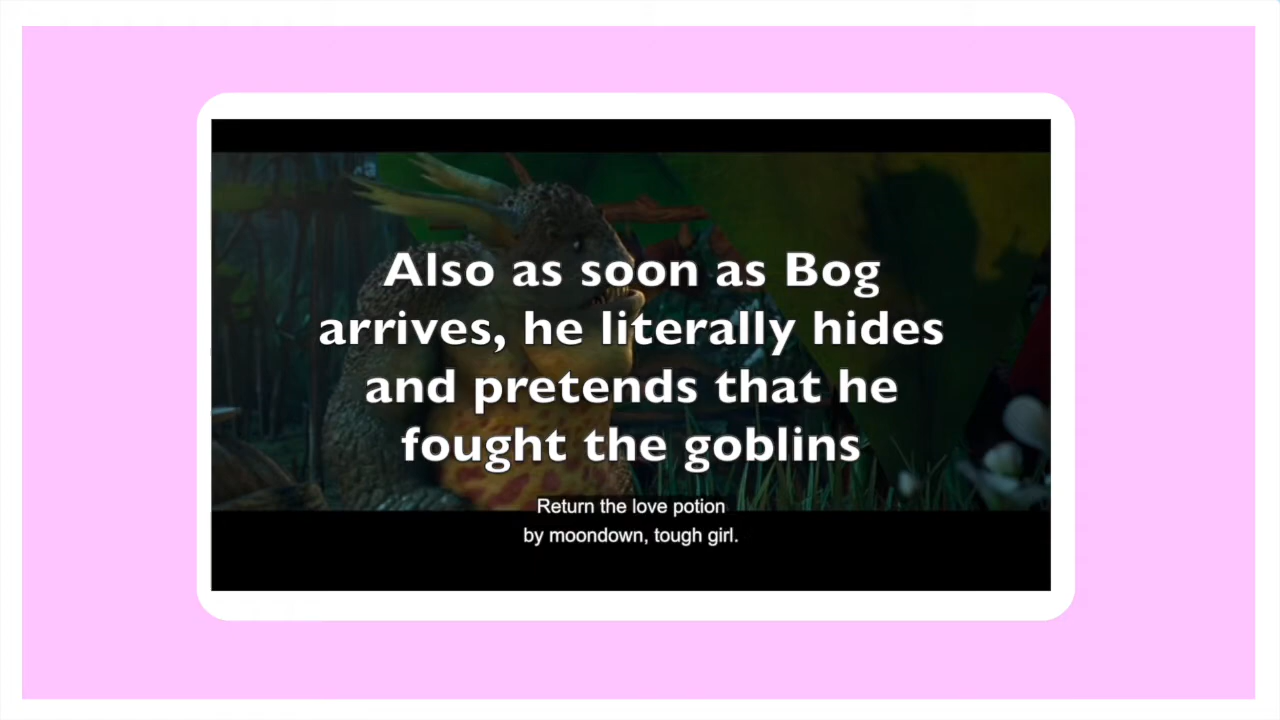 Also as soon as Bog
arrives, he literally hides
and pretends that he
fought the goblins
Return the love potion
by moondown, tough girl.